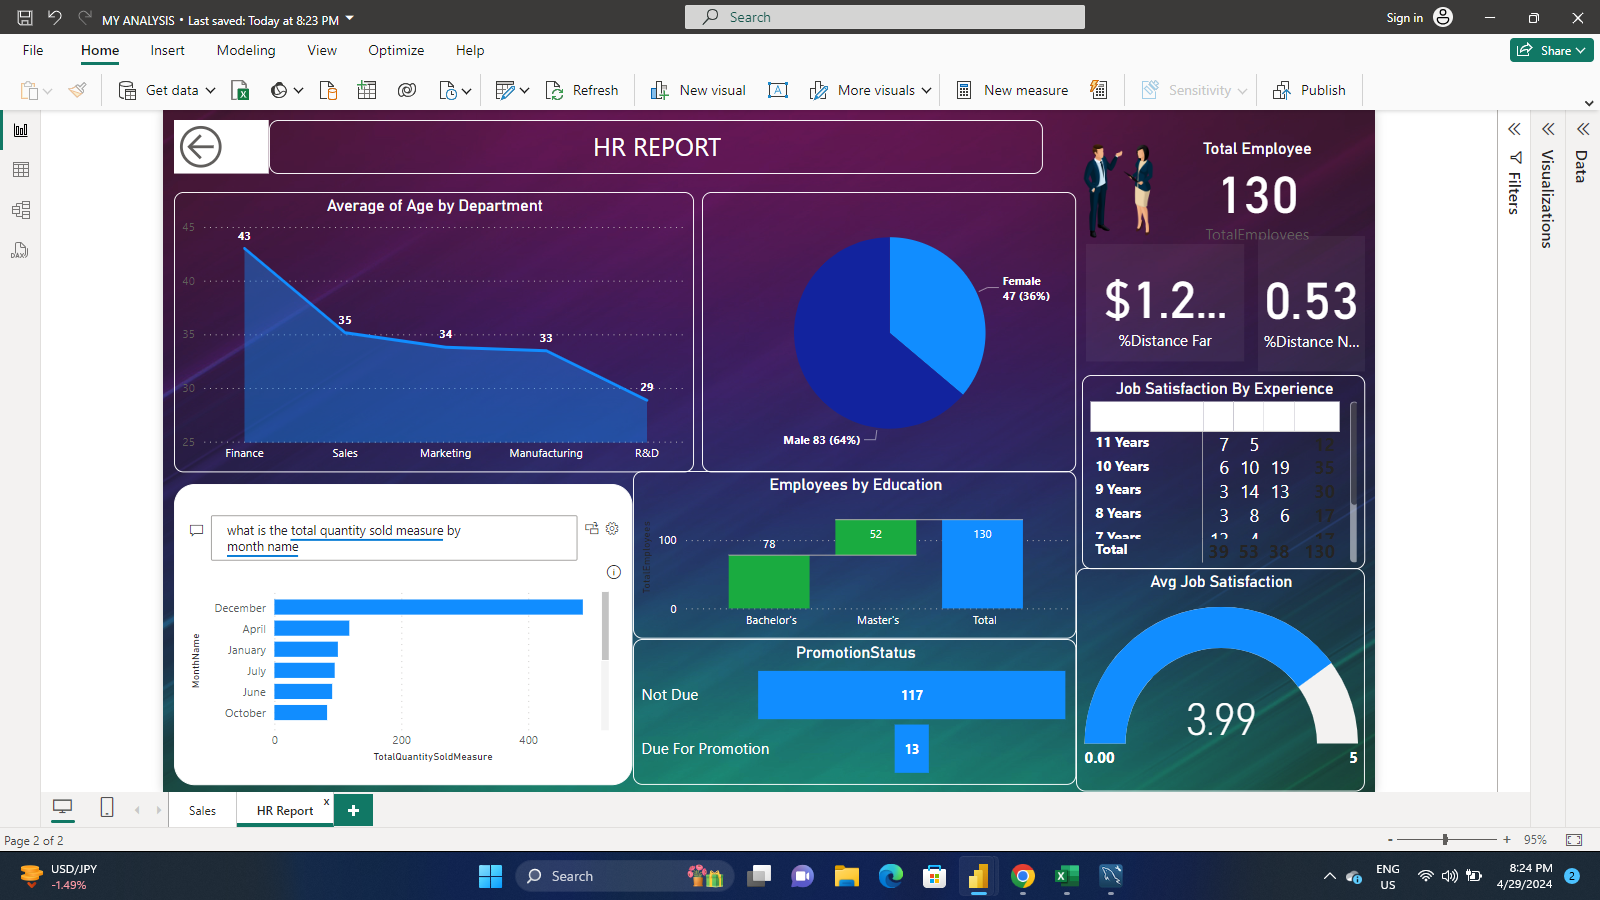 MY ANALYSIS • Last saved: Today at 8:23 PM
Search
Sign in
File
Home
Insert
Modeling
View
Optimize
Help
Share
Get data
Refresh
New visual
More visuals
New measure
Sensitivity
Publish
HR REPORT
Total Employee
130
TotalEmployees
Average of Age by Department
45
40
35
30
25
43
35
34
33
29
Finance
Sales
Marketing
Manufacturing
R&D
Female
47 (36%)
Male 83 (64%)
$1.2...
%Distance Far
0.53
%Distance N...
Job Satisfaction By Experience
11 Years 7 5 12
10 Years 6 10 19 35
9 Years 3 14 13 30
8 Years 3 8 6 17
Total 39 53 38 130
what is the total quantity sold measure by
month name
MonthName
December
April
January
July
June
October
0 200 400
TotalQuantitySoldMeasure
Employees by Education
TotalEmployees
100
0
78
52
130
Bachelor's
Master's
Total
PromotionStatus
Not Due 117
Due For Promotion 13
Avg Job Satisfaction
3.99
0.00
5
Filters
Visualizations
Data
DAX
Sales
HR Report
x
+
Page 2 of 2
- + 95%
USD/JPY
-1.49%
Search
ENG
US
8:24 PM
4/29/2024
2